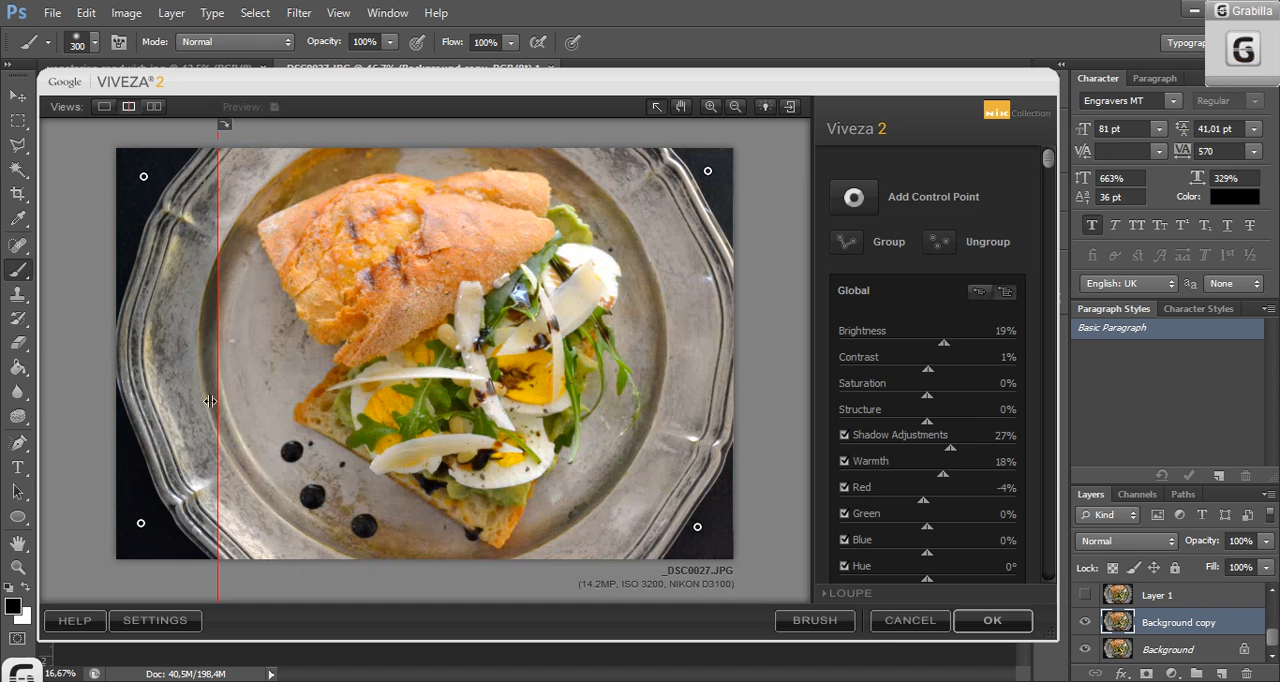 Ps File Edit Image Layer Type Select Filter View Window Help
Grabilla
300 Mode: Normal Opacity: 100% Flow: 100%
Typogra
Google VIVEZA® 2
Views: Preview:
Viveza 2
Nik Collection
Add Control Point
Group Ungroup
Global
Brightness 19%
Contrast 1%
Saturation 0%
Structure 0%
Shadow Adjustments 27%
Warmth 18%
Red -4%
Green 0%
Blue 0%
Hue 0°
LOUPE
_DSC0027.JPG
(14.2MP, ISO 3200, NIKON D3100)
HELP SETTINGS BRUSH CANCEL OK
16,67% Doc: 40,5M/198,4M
Character Paragraph
Engravers MT Regular
81 pt 41,01 pt
570
663% 329%
36 pt Color:
English: UK None
Paragraph Styles Character Styles
Basic Paragraph
Layers Channels Paths
Kind
Normal Opacity: 100%
Lock: Fill: 100%
Layer 1
Background copy
Background